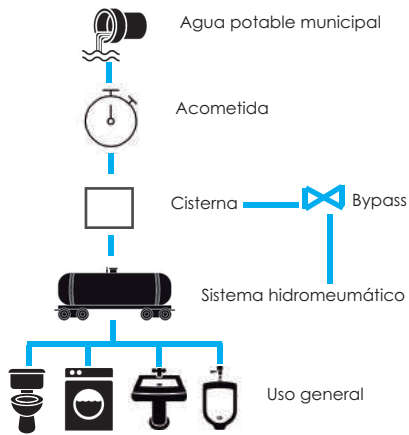 Agua potable municipal
Acometida
Cisterna
Bypass
Sistema hidromeumático
Uso general